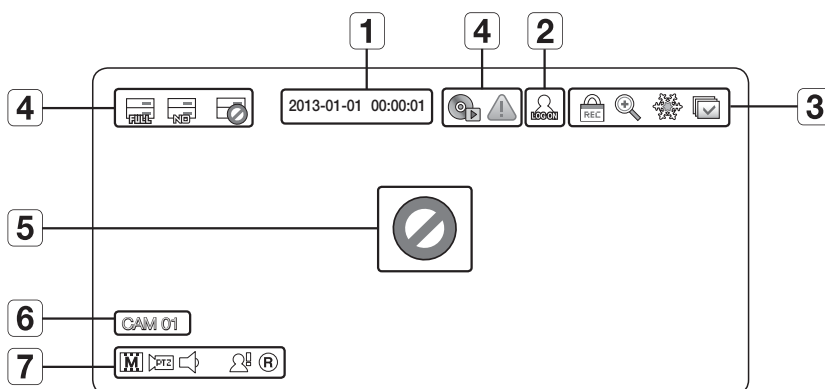 1
4
2
4
FULL
NO
2013-01-01 00:00:01
LOG ON
REC
3
5
6
CAM 01
7
M
PTZ
!
R